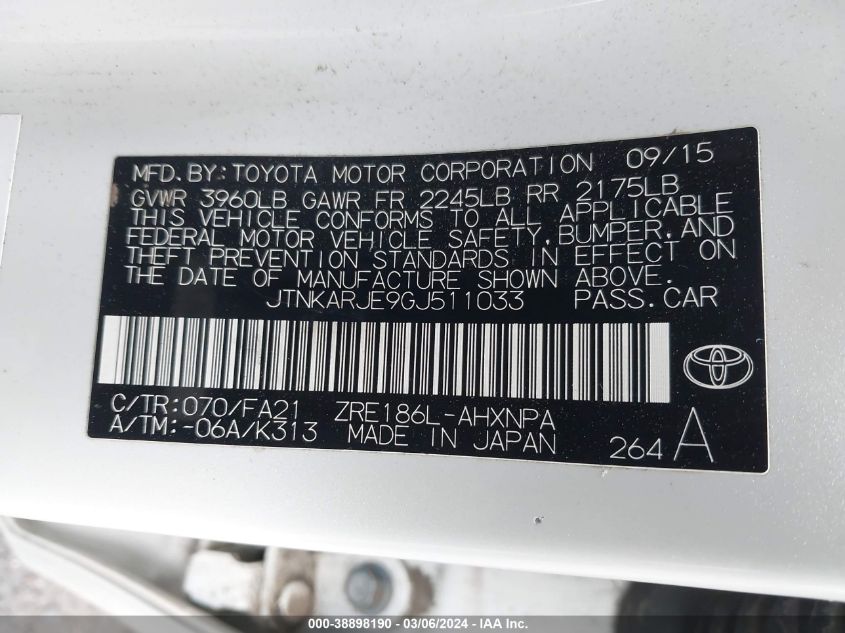 MFD. BY: TOYOTA MOTOR CORPORATION 09/15
GVWR 3960LB GAWR FR 2245LB RR 2175LB
THIS VEHICLE CONFORMS TO ALL APPLICABLE
FEDERAL MOTOR VEHICLE SAFETY, BUMPER, AND
THEFT PREVENTION STANDARDS IN EFFECT ON
THE DATE OF MANUFACTURE SHOWN ABOVE.
JTNKARJE9GJ511033 PASS. CAR
C/TR: 070/FA21 ZRE186L-AHXNPA
A/TM: -06A/K313 MADE IN JAPAN 264 A
000-38898190 - 03/06/2024 - IAA Inc.